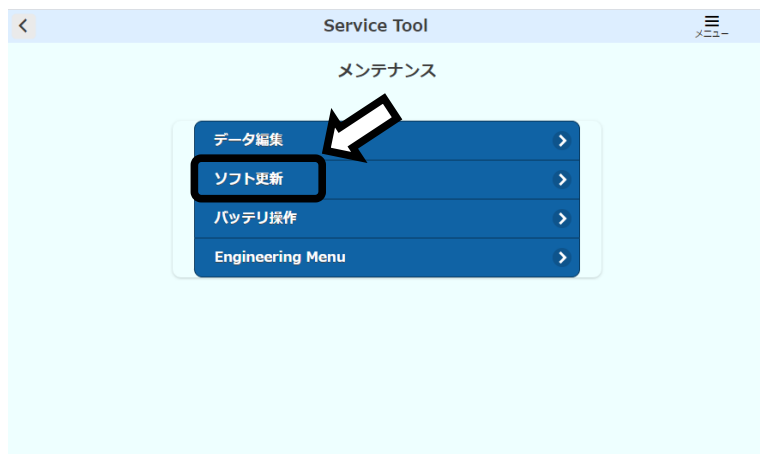 Service Tool
メニュー
メンテナンス
データ編集
ソフト更新
バッテリ操作
Engineering Menu